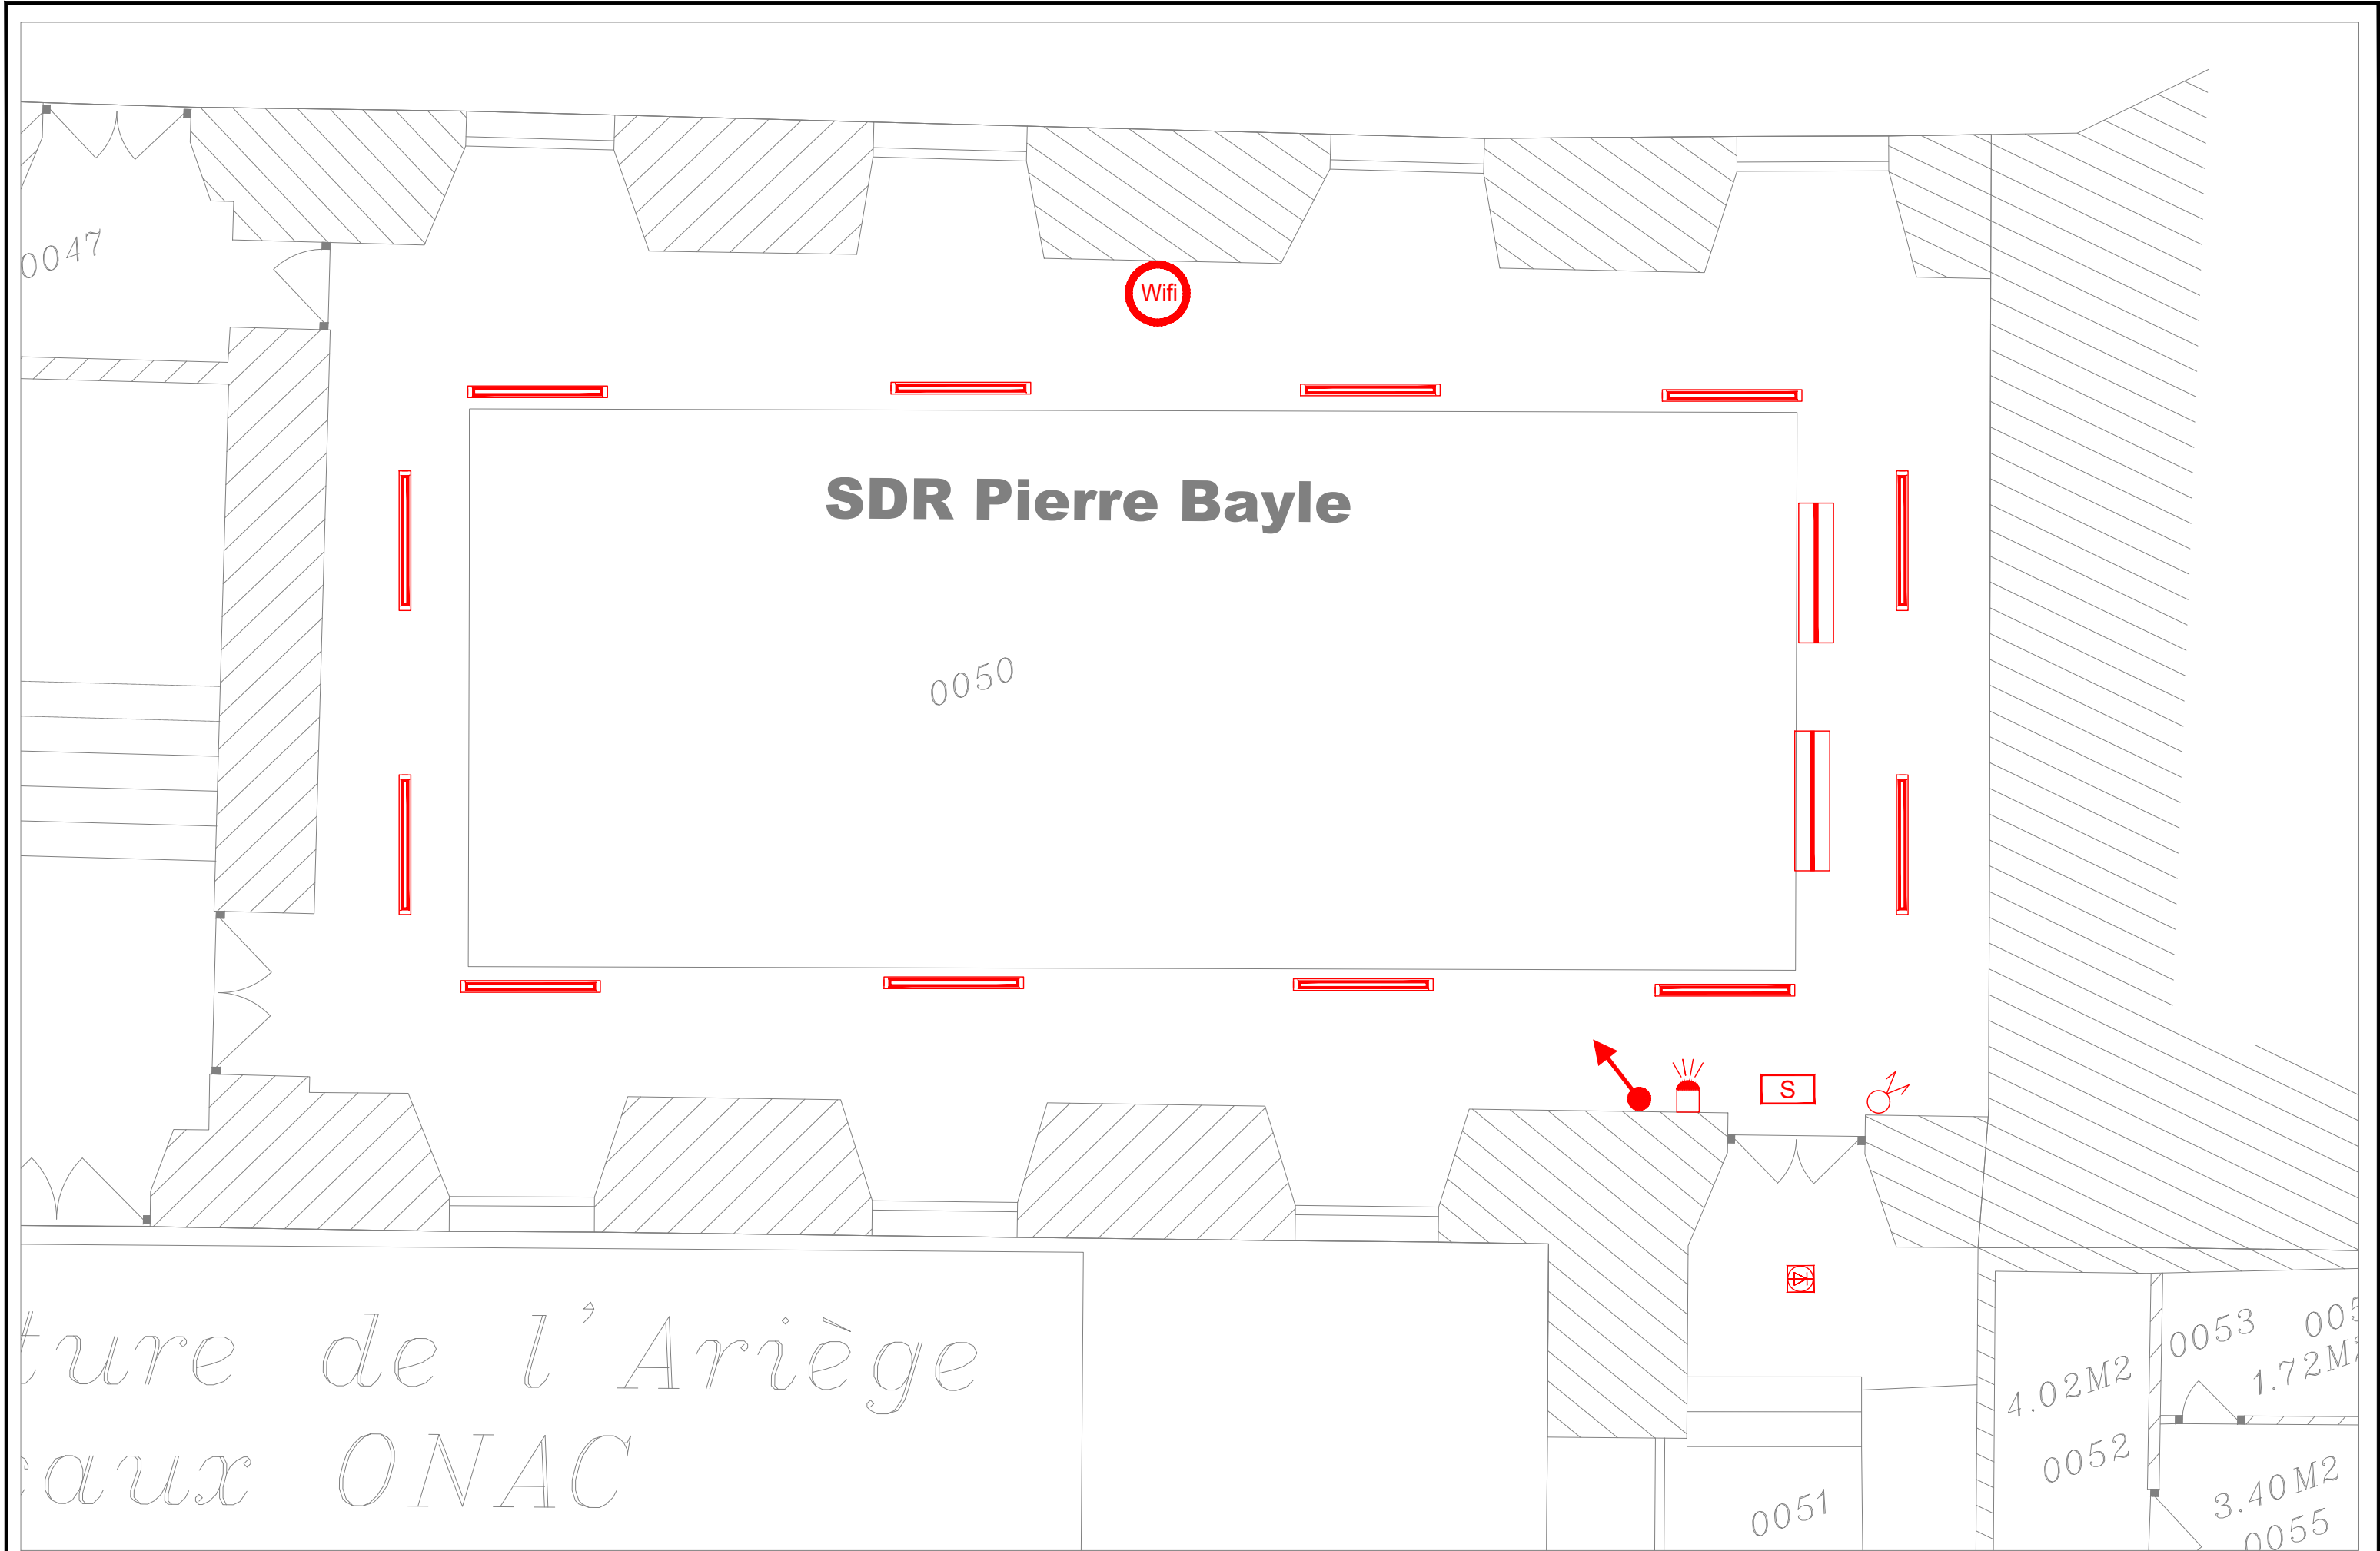 0047
Wifi
SDR Pierre Bayle
0050
S
ture de l'Ariège
aux ONAC
0051
4.02M2
0052
0053
1.72M
3.40M2
0055